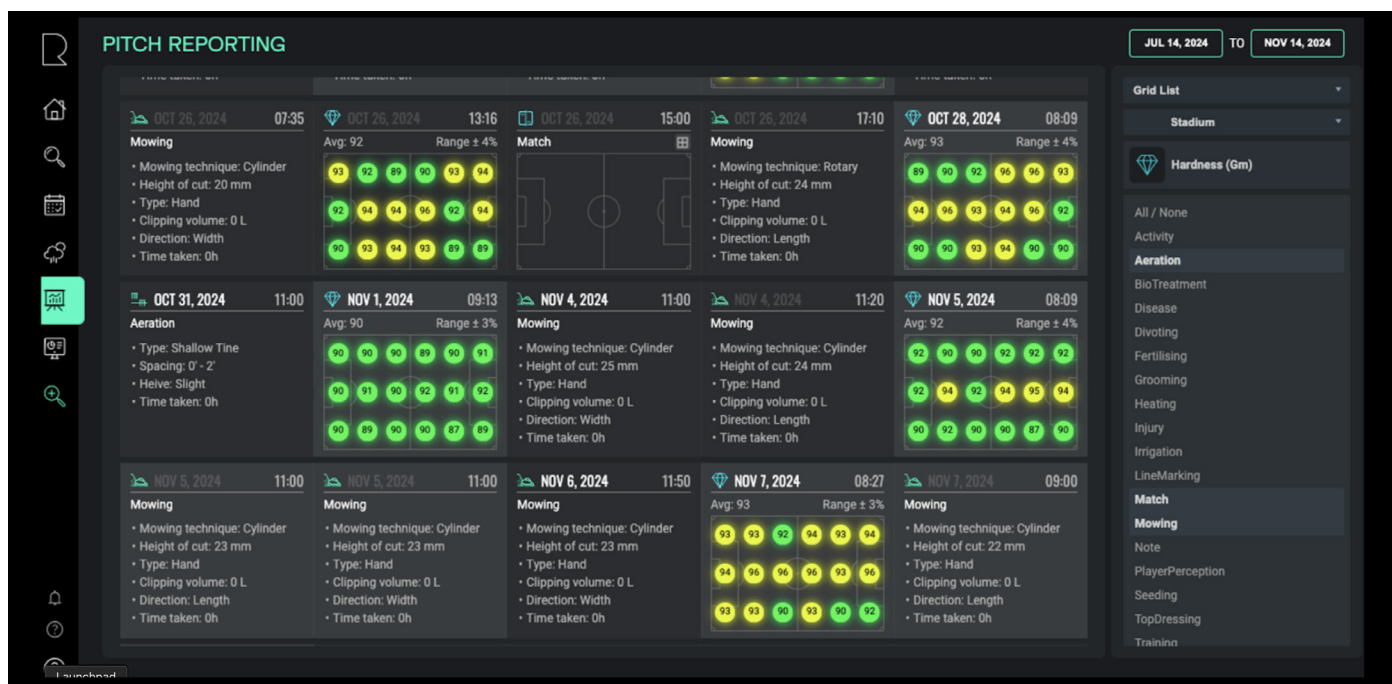 PITCH REPORTING
JUL 14, 2024 TO NOV 14, 2024
OCT 26, 2024 07:35
Mowing
• Mowing technique: Cylinder
• Height of cut: 20 mm
• Type: Hand
• Clipping volume: 0 L
• Direction: Width
• Time taken: 0h
OCT 26, 2024 13:16
Avg: 92 Range ± 4%
93 92 89 90 93 94
92 94 94 96 92 94
90 93 94 93 89 89
OCT 26, 2024 15:00
Match
OCT 26, 2024 17:10
Mowing
• Mowing technique: Rotary
• Height of cut: 24 mm
• Type: Hand
• Clipping volume: 0 L
• Direction: Length
• Time taken: 0h
OCT 28, 2024 08:09
Avg: 93 Range ± 4%
89 90 92 96 96 93
94 96 93 94 96 92
90 90 93 94 90 90
OCT 31, 2024 11:00
Aeration
• Type: Shallow Tine
• Spacing: 0' - 2'
• Heive: Slight
• Time taken: 0h
NOV 1, 2024 09:13
Avg: 90 Range ± 3%
90 90 90 89 90 91
90 91 90 92 91 92
90 89 90 90 87 89
NOV 4, 2024 11:00
Mowing
• Mowing technique: Cylinder
• Height of cut: 25 mm
• Type: Hand
• Clipping volume: 0 L
• Direction: Width
• Time taken: 0h
NOV 4, 2024 11:20
Mowing
• Mowing technique: Cylinder
• Height of cut: 24 mm
• Type: Hand
• Clipping volume: 0 L
• Direction: Length
• Time taken: 0h
NOV 5, 2024 08:09
Avg: 92 Range ± 4%
92 90 90 92 92 92
92 94 92 94 95 94
90 92 90 90 87 90
NOV 5, 2024 11:00
Mowing
• Mowing technique: Cylinder
• Height of cut: 23 mm
• Type: Hand
• Clipping volume: 0 L
• Direction: Length
• Time taken: 0h
NOV 5, 2024 11:00
Mowing
• Mowing technique: Cylinder
• Height of cut: 23 mm
• Type: Hand
• Clipping volume: 0 L
• Direction: Width
• Time taken: 0h
NOV 6, 2024 11:50
Mowing
• Mowing technique: Cylinder
• Height of cut: 23 mm
• Type: Hand
• Clipping volume: 0 L
• Direction: Width
• Time taken: 0h
NOV 7, 2024 08:27
Avg: 93 Range ± 3%
93 93 92 94 93 94
94 96 96 96 93 96
93 93 90 93 90 92
NOV 7, 2024 09:00
Mowing
• Mowing technique: Cylinder
• Height of cut: 22 mm
• Type: Hand
• Clipping volume: 0 L
• Direction: Length
• Time taken: 0h
Grid List
Stadium
Hardness (Gm)
All / None
Activity
Aeration
BioTreatment
Disease
Divoting
Fertilising
Grooming
Heating
Injury
Irrigation
LineMarking
Match
Mowing
Note
PlayerPerception
Seeding
TopDressing
Training
Launchpad